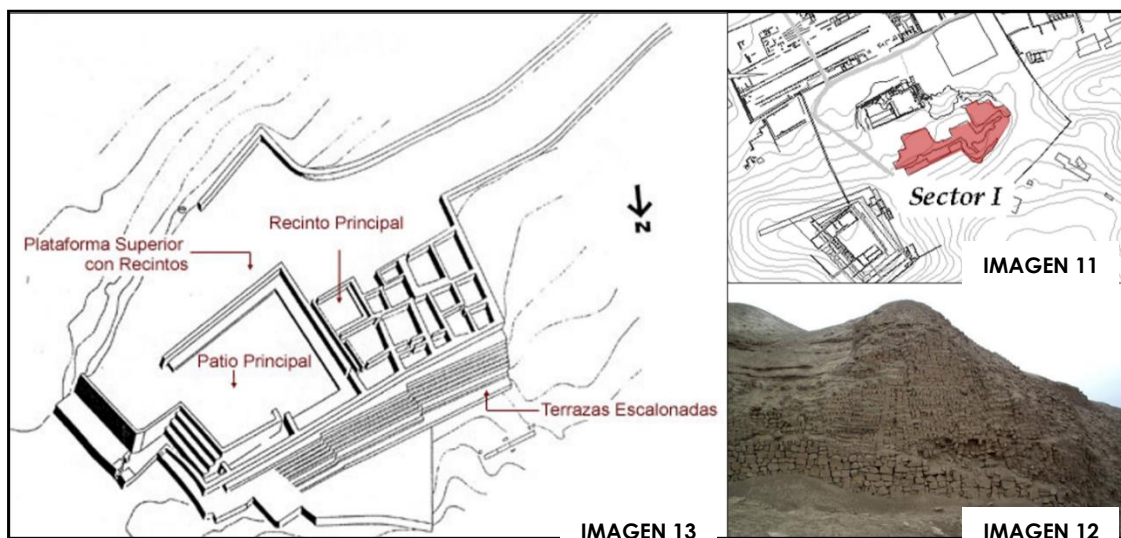 Recinto Principal
Plataforma Superior
con Recintos
N
Patio Principal
Terrazas Escalonadas
IMAGEN 13
Sector I
IMAGEN 11
IMAGEN 12